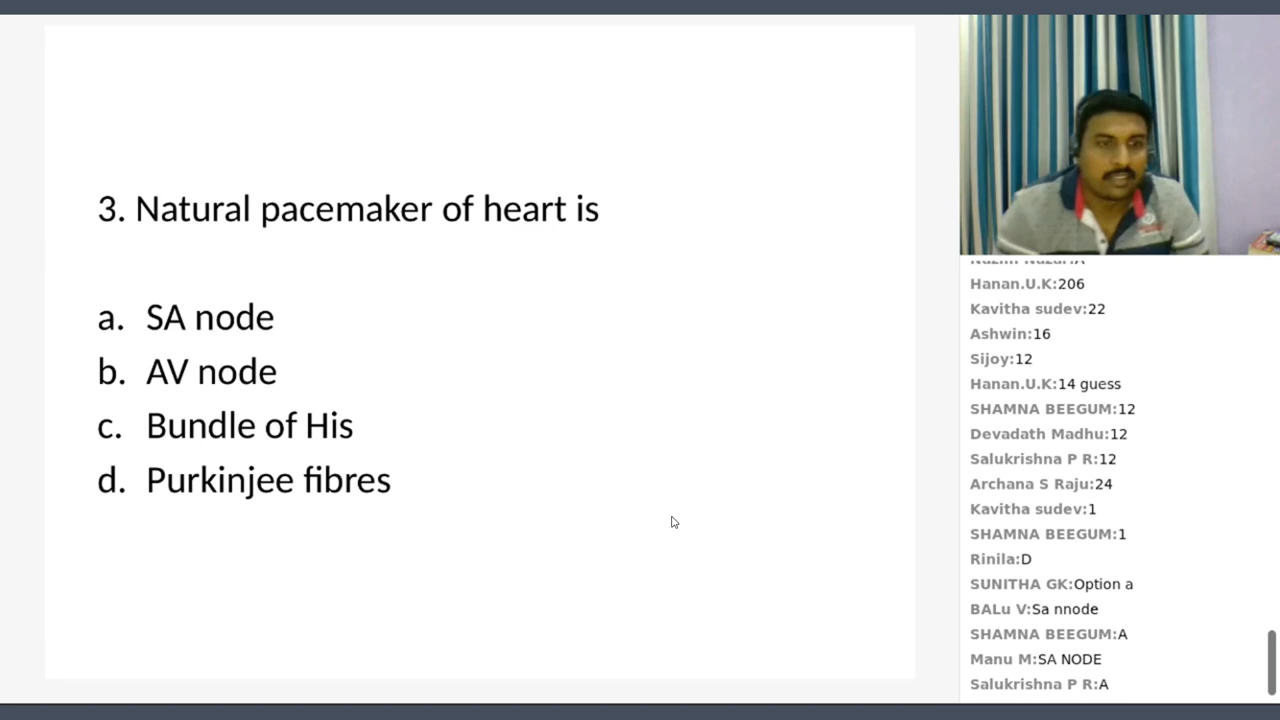 3. Natural pacemaker of heart is
a. SA node
b. AV node
c. Bundle of His
d. Purkinjee fibres
Hanan.U.K:206
Kavitha sudev:22
Ashwin:16
Sijoy:12
Hanan.U.K:14 guess
SHAMNA BEEGUM:12
Devadath Madhu:12
Salukrishna P R:12
Archana S Raju:24
Kavitha sudev:1
SHAMNA BEEGUM:1
Rinila:D
SUNITHA GK:Option a
BALu V:Sa nnode
SHAMNA BEEGUM:A
Manu M:SA NODE
Salukrishna P R:A